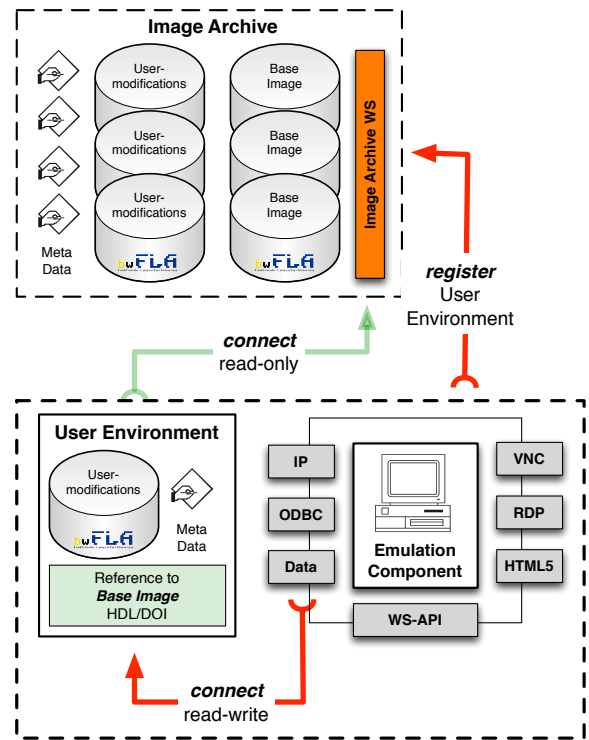 Image Archive
User-
modifications
Base
Image
User-
modifications
Base
Image
User-
modifications
Base
Image
bwFLA
bwFLA
Meta
Data
Image Archive WS
register
User
Environment
connect
read-only
User Environment
User-
modifications
bwFLA
Meta
Data
Reference to
Base Image
HDL/DOI
IP
ODBC
Data
Emulation
Component
VNC
RDP
HTML5
WS-API
connect
read-write